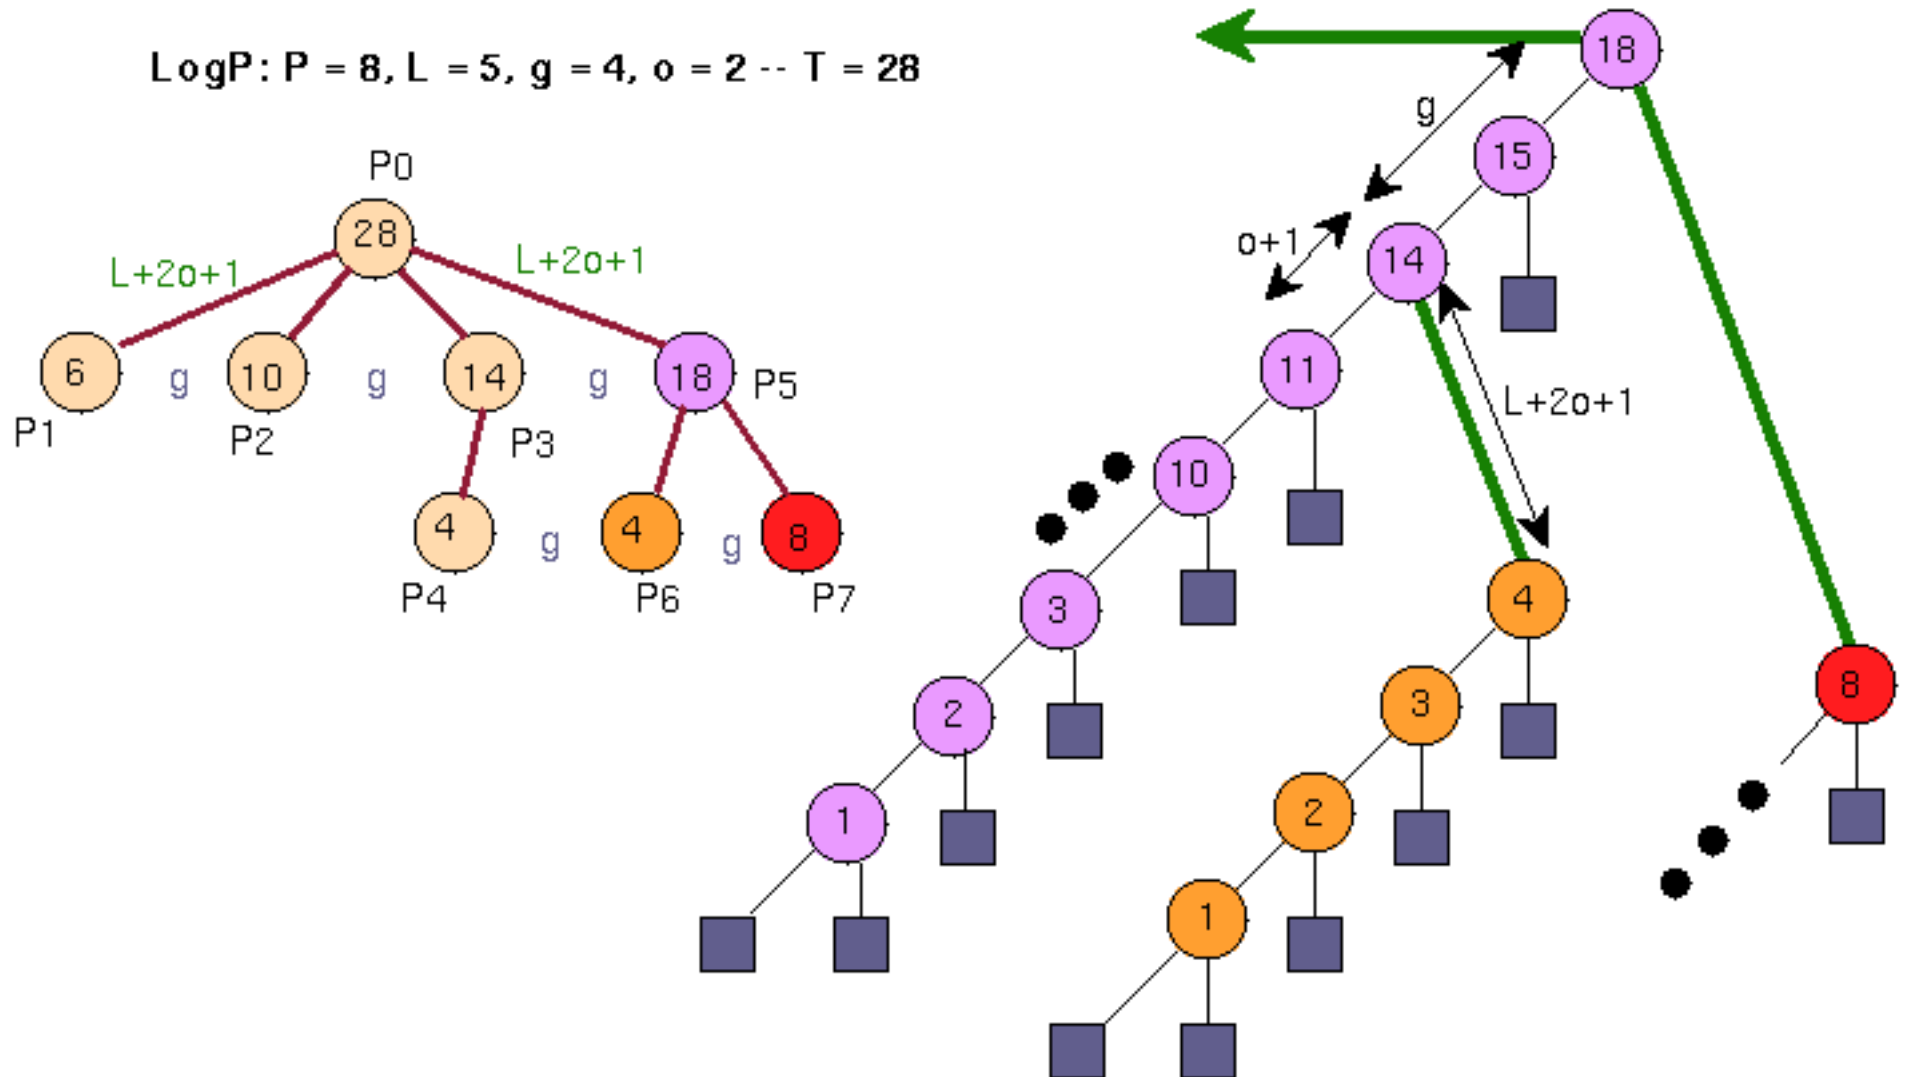 LogP: P = 8, L = 5, g = 4, o = 2 -- T = 28
P0
28
L+2o+1
L+2o+1
6
g
10
g
14
g
18
P5
P1
P2
P3
4
g
4
g
8
P4
P6
P7
18
g
15
o+1
14
11
L+2o+1
10
3
4
8
2
3
1
2
1